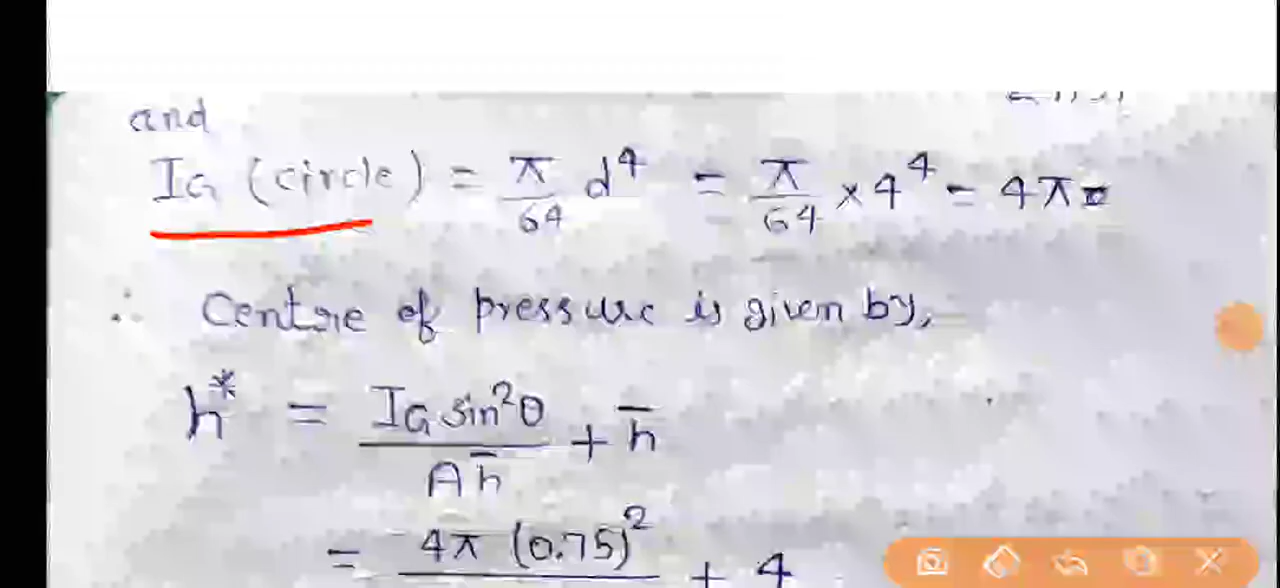 and
IG (circle) = π/64 d⁴ = π/64 × 4⁴ = 4π
∴ Centre of pressure is given by,
h* = IG sin²θ / A h̄ + h̄
= 4π (0.75)² + 4